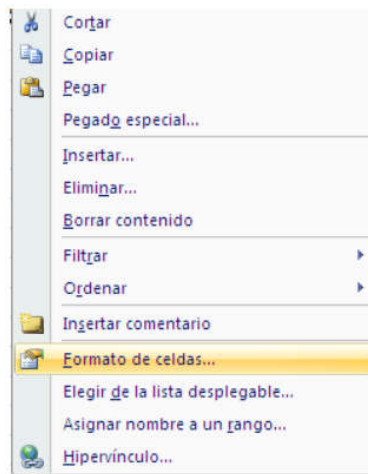 Cortar
Copiar
Pegar
Pegado especial...
Insertar...
Eliminar...
Borrar contenido
Filtrar
Ordenar
Insertar comentario
Formato de celdas...
Elegir de la lista desplegable...
Asignar nombre a un rango...
Hipervínculo...